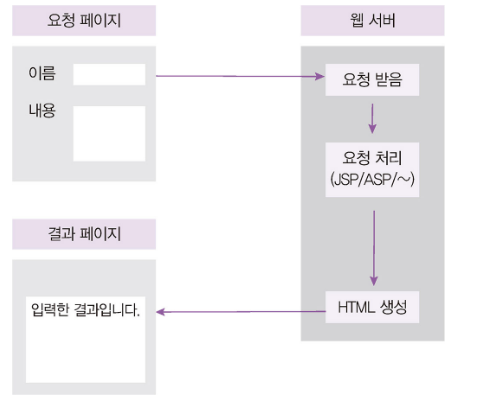 요청 페이지
이름
내용
웹 서버
요청 받음
요청 처리
(JSP/ASP/~)
HTML 생성
결과 페이지
입력한 결과입니다.